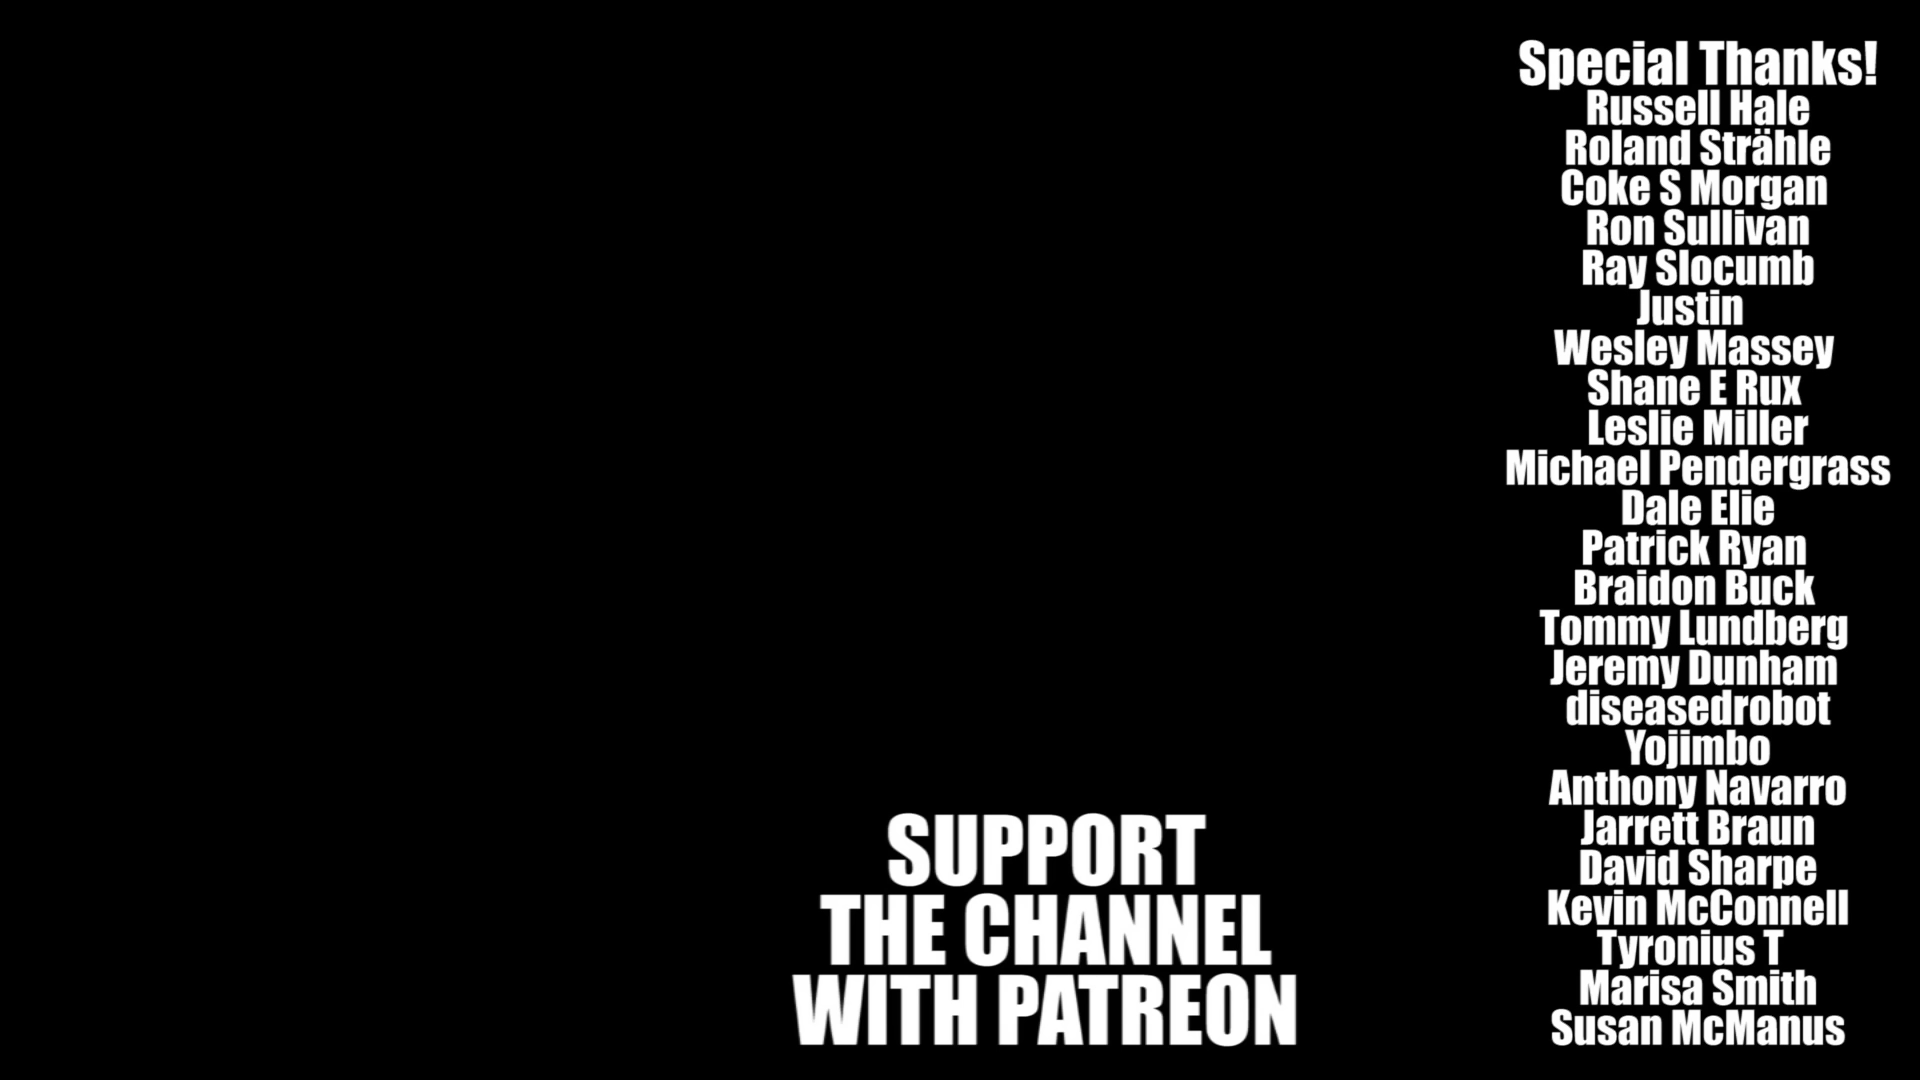 Special Thanks!
Russell Hale
Roland Strähle
Coke S Morgan
Ron Sullivan
Ray Slocumb
Justin
Wesley Massey
Shane E Rux
Leslie Miller
Michael Pendergrass
Dale Elie
Patrick Ryan
Braidon Buck
Tommy Lundberg
Jeremy Dunham
diseasedrobot
Yojimbo
Anthony Navarro
Jarrett Braun
David Sharpe
Kevin McConnell
Tyronius T
Marisa Smith
Susan McManus
SUPPORT
THE CHANNEL
WITH PATREON